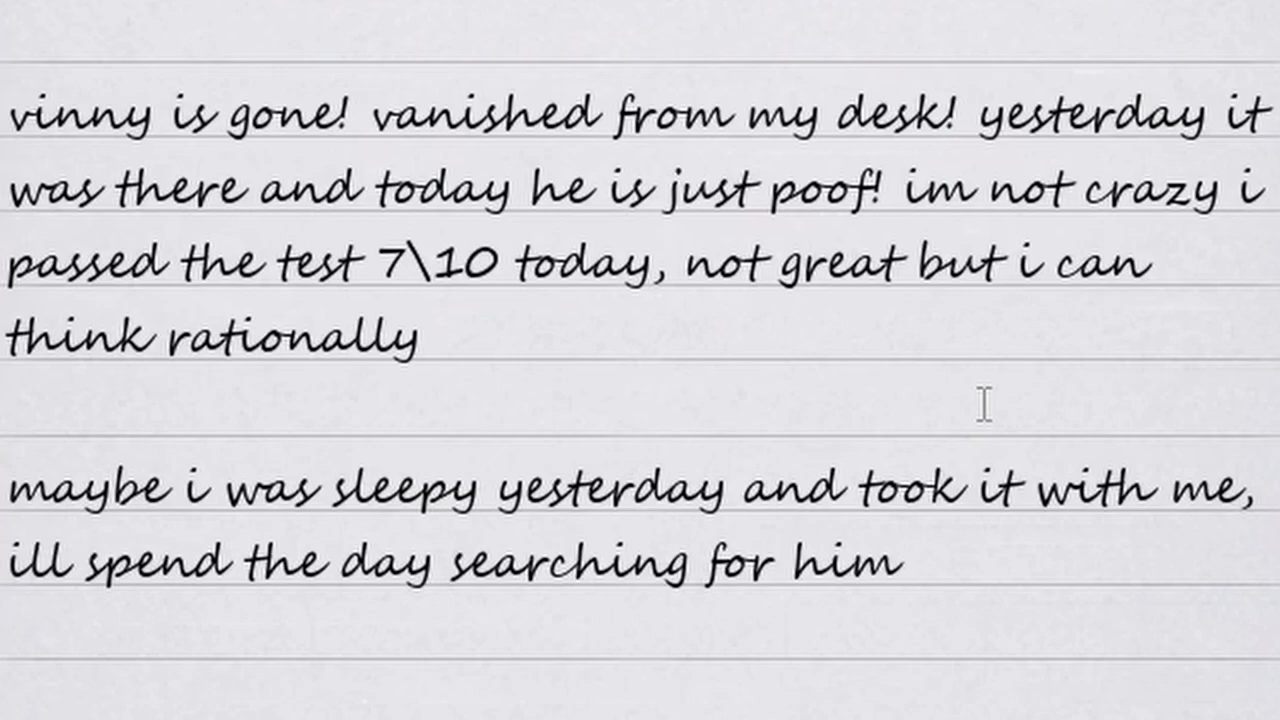 vinny is gone! vanished from my desk! yesterday it
was there and today he is just poof! im not crazy i
passed the test 7\10 today, not great but i can
think rationally
maybe i was sleepy yesterday and took it with me,
ill spend the day searching for him